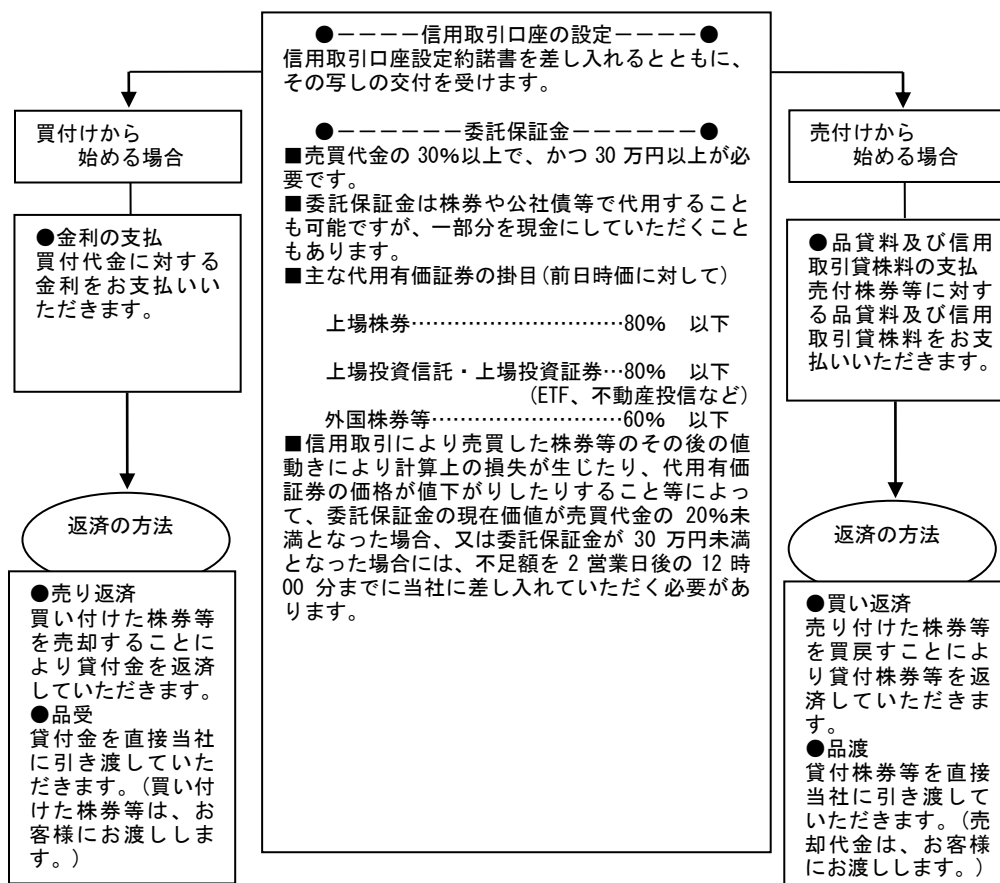 ●－－－－信用取引口座の設定－－－－●
信用取引口座設定約諾書を差し入れるとともに、
その写しの交付を受けます。
●－－－－－－委託保証金－－－－－－●
■売買代金の 30%以上で、かつ 30 万円以上が必
要です。
■委託保証金は株券や公社債等で代用すること
も可能ですが、一部分を現金にしていただくこと
もあります。
■主な代用有価証券の掛目(前日時価に対して)
上場株券…………………………80%　以下
上場投資信託・上場投資証券…80%　以下
(ETF、不動産投信など)
外国株券等………………………60%　以下
■信用取引により売買した株券等のその後の値
動きにより計算上の損失が生じたり、代用有価
証券の価格が値下がりしたりすること等によっ
て、委託保証金の現在価値が売買代金の 20%未
満となった場合、又は委託保証金が 30 万円未満
となった場合には、不足額を 2 営業日後の 12 時
00 分までに当社に差し入れていただく必要があ
ります。
買付けから
始める場合
●金利の支払
買付代金に対する
金利をお支払いい
ただきます。
返済の方法
●売り返済
買い付けた株券等
を売却することに
より貸付金を返済
していただきます。
●品受
貸付金を直接当社
に引き渡していた
だきます。(買い付
けた株券等は、お
客様にお渡ししま
す。)
売付けから
始める場合
●品貸料及び信用
取引貸株料の支払
売付株券等に対す
る品貸料及び信用
取引貸株料をお支
払いいただきます。
返済の方法
●買い返済
売り付けた株券等
を買戻すことによ
り貸付株券等を返
済していただきま
す。
●品渡
貸付株券等を直接
当社に引き渡して
いただきます。(売
却代金は、お客様
にお渡しします。)